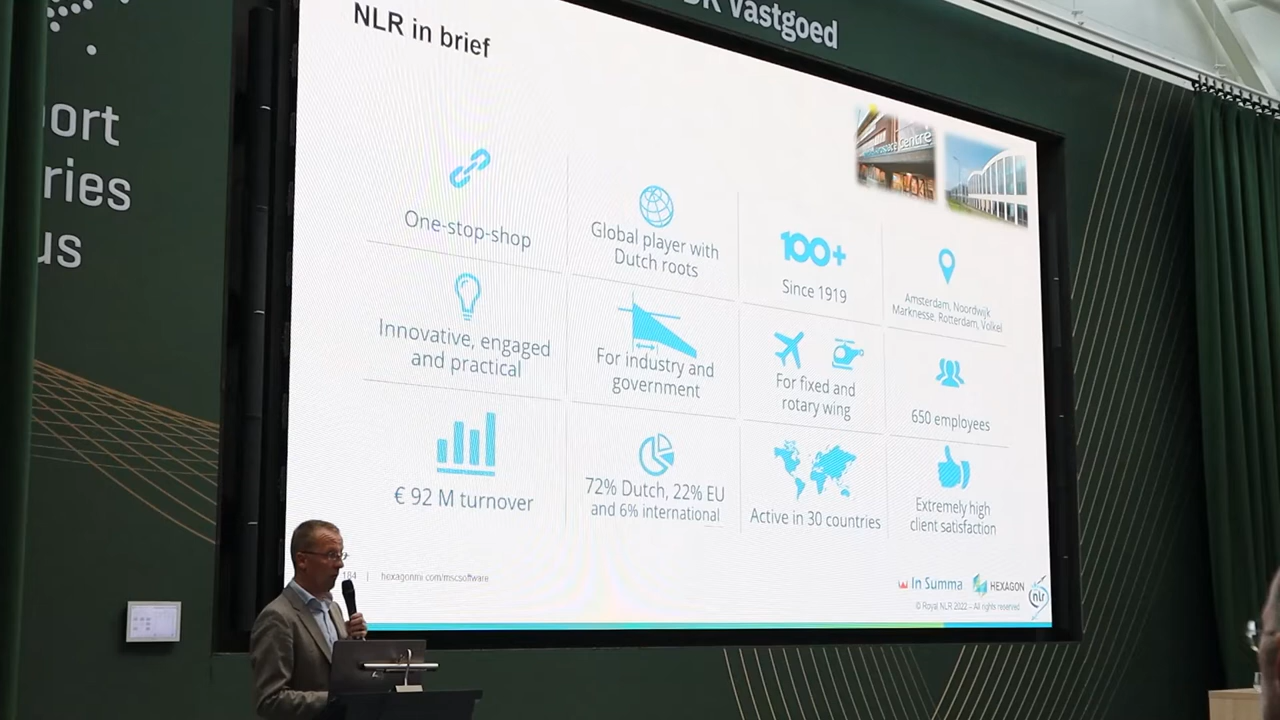 vastgoed
ort
ries
us
NLR in brief
One-stop-shop
Global player with
Dutch roots
100+
Since 1919
Amsterdam, Noordwijk
Marknesse, Rotterdam, Volkel
Innovative, engaged
and practical
For industry and
government
For fixed and
rotary wing
650 employees
€ 92 M turnover
72% Dutch, 22% EU
and 6% international
Active in 30 countries
Extremely high
client satisfaction
184 | hexagonmi.com/mscsoftware
In Summa HEXAGON nlr
© Royal NLR 2022 – All rights reserved